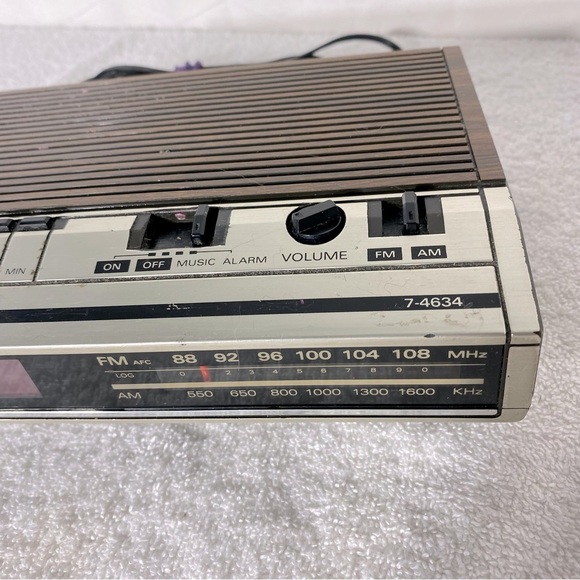 MIN ON OFF MUSIC ALARM VOLUME FM AM
7-4634
FM AFC 88 92 96 100 104 108 MHz
LOG 0 2 3 4 5 6 7 8 9 0
AM 550 650 800 1000 1300 1600 KHz